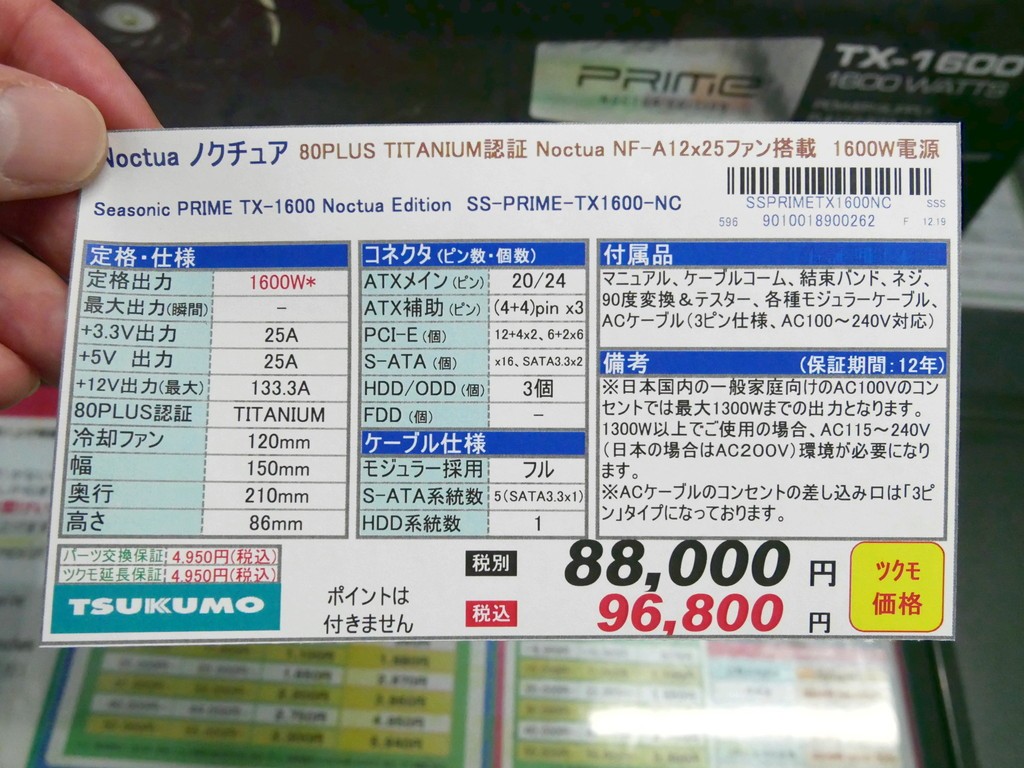 PRIME
TX-1600
1600 WATTS
Noctua ノクチュア 80PLUS TITANIUM認証 Noctua NF-A12x25ファン搭載 1600W電源
Seasonic PRIME TX-1600 Noctua Edition SS-PRIME-TX1600-NC
SSPRIMETX1600NC SSS
596 9010018900262 F 12.19
定格・仕様
定格出力 1600W*
最大出力(瞬間) -
+3.3V出力 25A
+5V 出力 25A
+12V出力(最大) 133.3A
80PLUS認証 TITANIUM
冷却ファン 120mm
幅 150mm
奥行 210mm
高さ 86mm
コネクタ(ピン数・個数)
ATXメイン(ピン) 20/24
ATX補助(ピン) (4+4)pin x3
PCI-E(個) 12+4x2、6+2x6
S-ATA(個) x16、SATA3.3x2
HDD/ODD(個) 3個
FDD(個) -
ケーブル仕様
モジュラー採用 フル
S-ATA系統数 5(SATA3.3x1)
HDD系統数 1
付属品
マニュアル、ケーブルコーム、結束バンド、ネジ、
90度変換＆テスター、各種モジュラーケーブル、
ACケーブル(3ピン仕様、AC100～240V対応)
備考 (保証期間:12年)
※日本国内の一般家庭向けのAC100Vのコン
セントでは最大1300Wまでの出力となります。
1300W以上でご使用の場合、AC115～240V
(日本の場合はAC200V)環境が必要になり
ます。
※ACケーブルのコンセントの差し込み口は「3ピ
ン」タイプになっております。
パーツ交換保証 4,950円(税込)
ツクモ延長保証 4,950円(税込)
TSUKUMO
ポイントは
付きません
税別 88,000円
税込 96,800円
ツクモ
価格